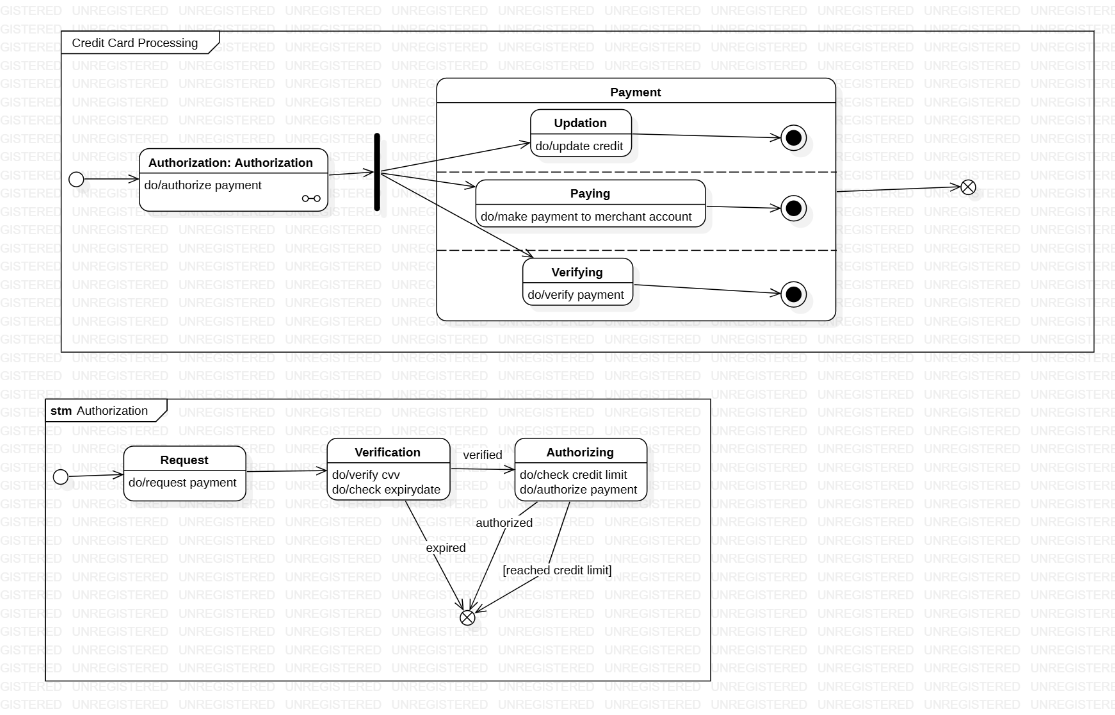 Credit Card Processing
Payment
Updation
do/update credit
Authorization: Authorization
do/authorize payment
Paying
do/make payment to merchant account
Verifying
do/verify payment
stm Authorization
Request
do/request payment
Verification
do/verify cvv
do/check expirydate
verified
Authorizing
do/check credit limit
do/authorize payment
authorized
expired
[reached credit limit]
UNREGISTERED